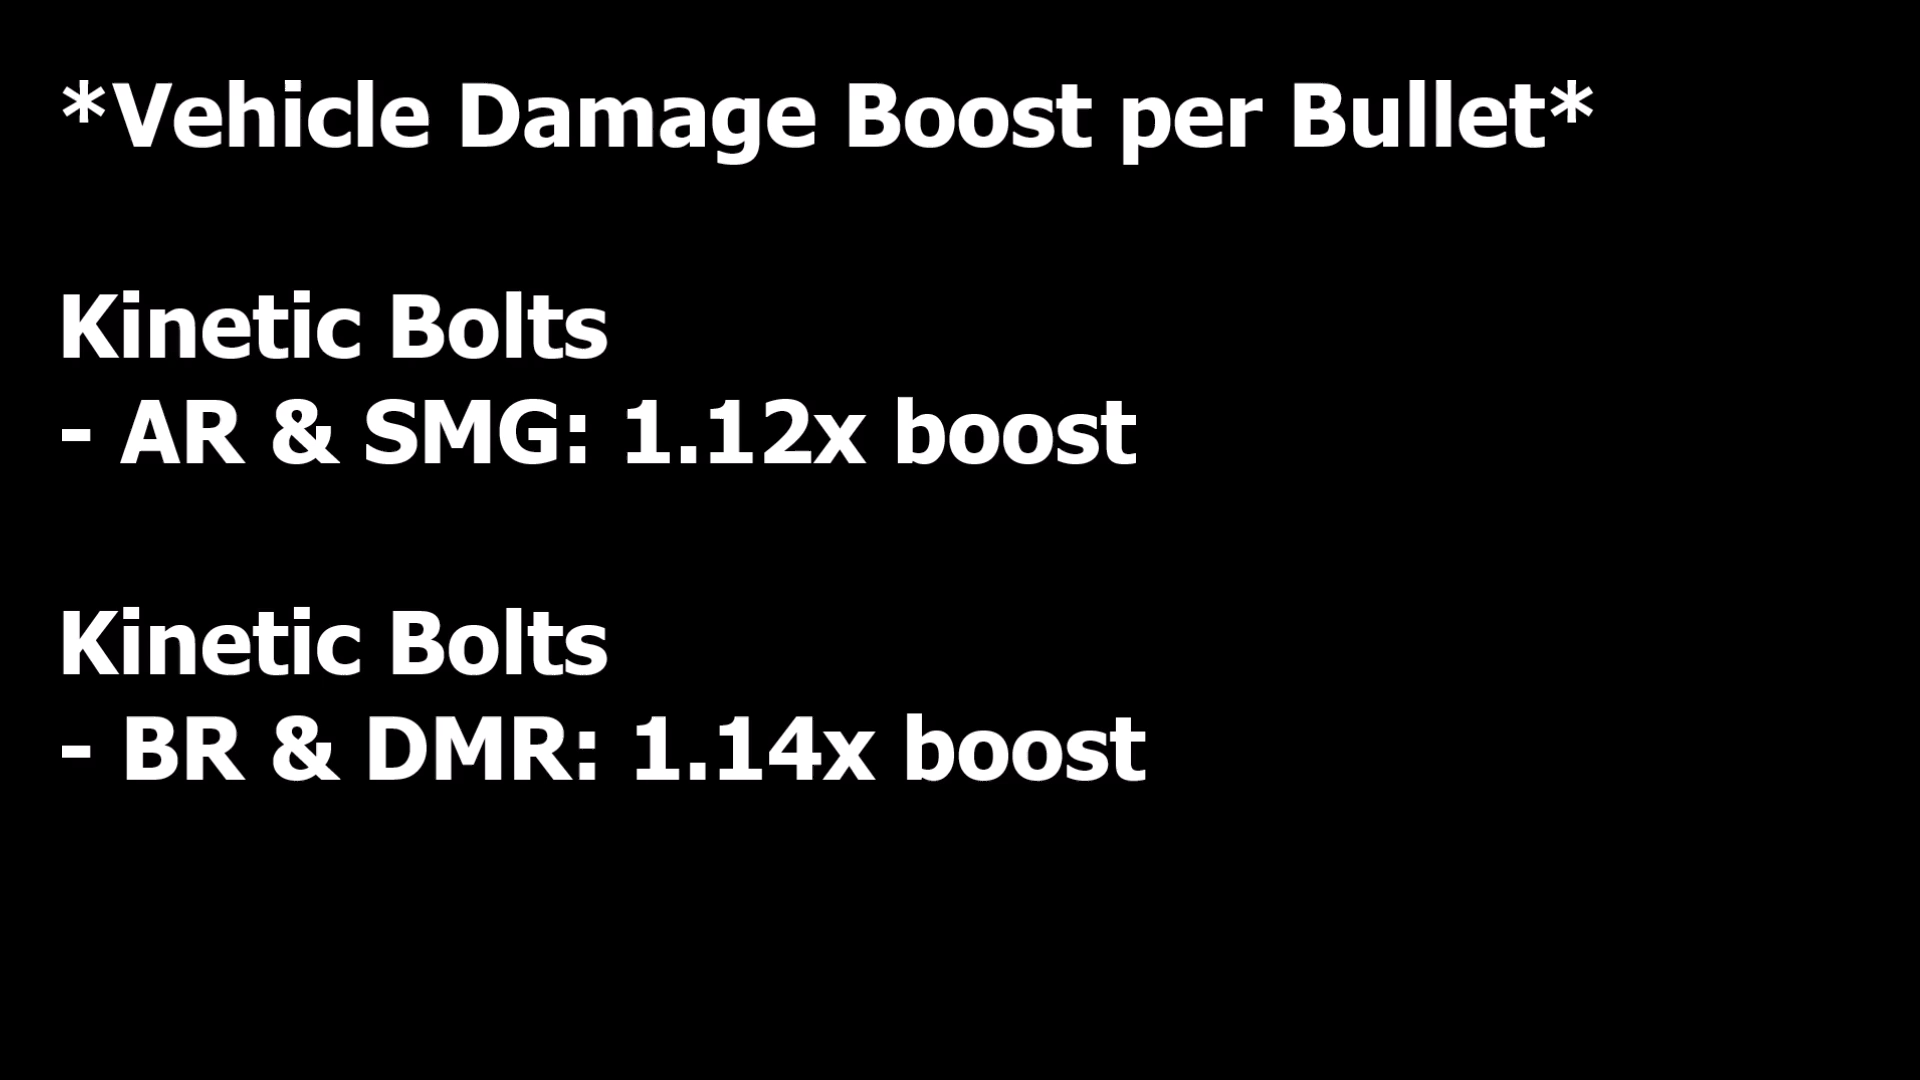 *Vehicle Damage Boost per Bullet*
Kinetic Bolts
- AR & SMG: 1.12x boost
Kinetic Bolts
- BR & DMR: 1.14x boost